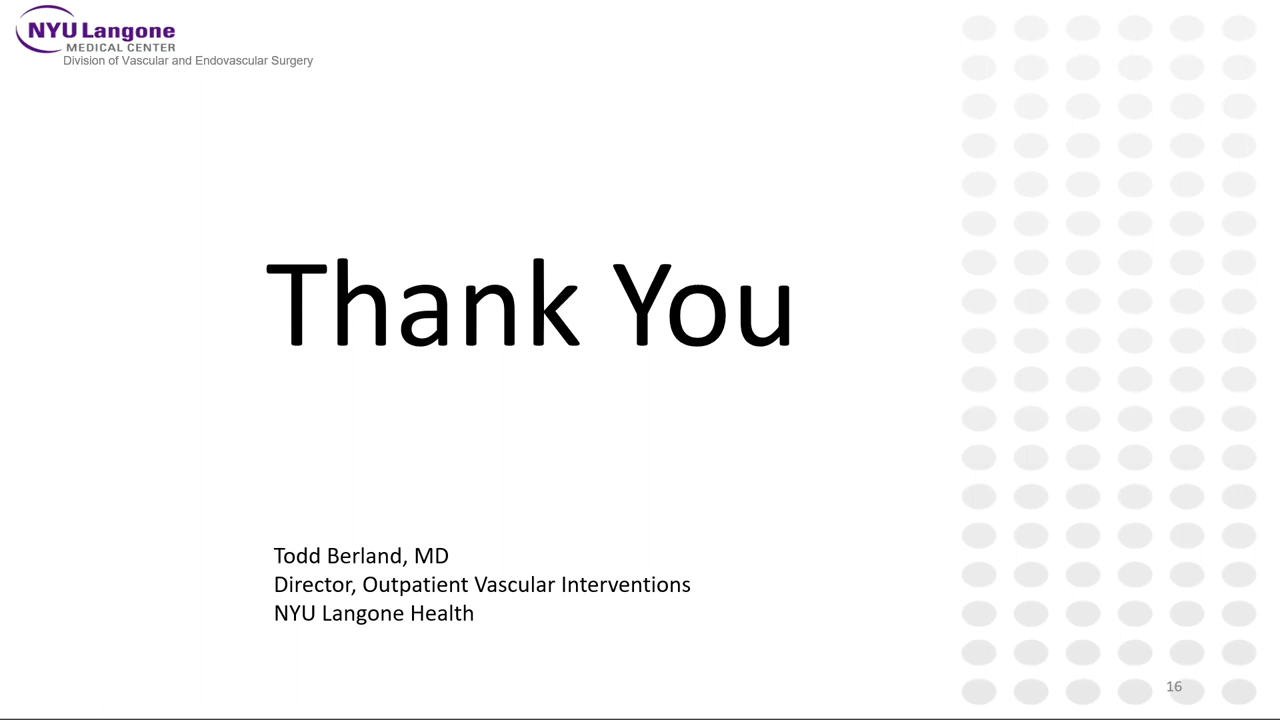 NYU Langone
MEDICAL CENTER
Division of Vascular and Endovascular Surgery
Thank You
Todd Berland, MD
Director, Outpatient Vascular Interventions
NYU Langone Health
16